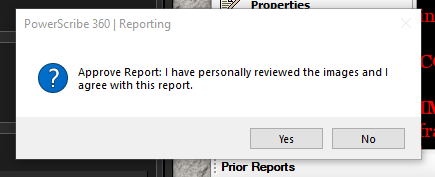 Properties
PowerScribe 360 | Reporting
Approve Report: I have personally reviewed the images and I
agree with this report.
Yes No
Prior Reports